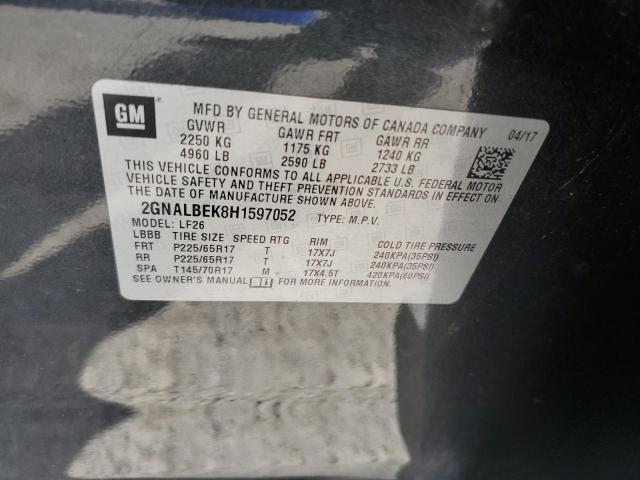 GM
MFD BY GENERAL MOTORS OF CANADA COMPANY 04/17
GVWR GAWR FRT GAWR RR
2250 KG 1175 KG 1240 KG
4960 LB 2590 LB 2733 LB
THIS VEHICLE CONFORMS TO ALL APPLICABLE U.S. FEDERAL MOTOR
VEHICLE SAFETY AND THEFT PREVENTION STANDARDS IN EFFECT ON
THE DATE OF MANUFACTURE SHOWN ABOVE.
2GNALBEK8H1597052 TYPE: M.P.V.
MODEL: LF26
LBBB TIRE SIZE SPEED RTG RIM COLD TIRE PRESSURE
FRT P225/65R17 T 17X7J 240KPA(35PSI)
RR P225/65R17 T 17X7J 240KPA(35PSI)
SPA T145/70R17 M 17X4.5T 420KPA(60PSI)
SEE OWNER'S MANUAL FOR MORE INFORMATION.